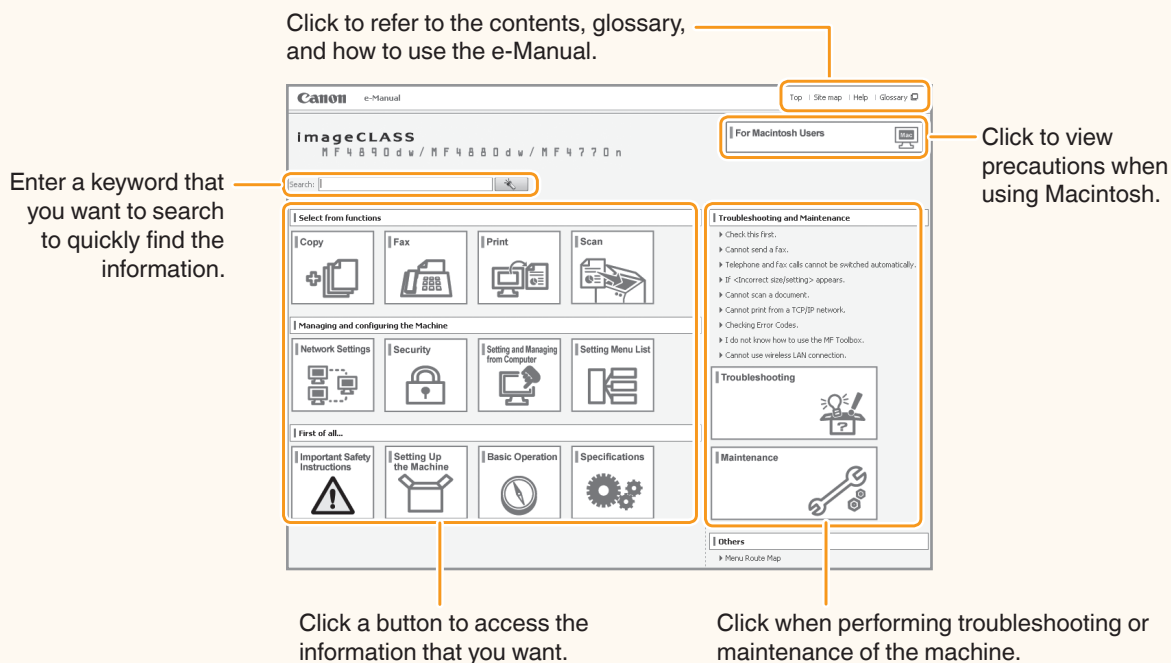 Click to refer to the contents, glossary,
and how to use the e-Manual.
Canon e-Manual
Top | Site map | Help | Glossary
imageCLASS
MF4890dw/MF4880dw/MF4770n
For Macintosh Users
Mac
Click to view
precautions when
using Macintosh.
Enter a keyword that
you want to search
to quickly find the
information.
Search:
Select from functions
Copy
Fax
Print
Scan
Managing and configuring the Machine
Network Settings
Security
Setting and Managing
from Computer
Setting Menu List
First of all...
Important Safety
Instructions
Setting Up
the Machine
Basic Operation
Specifications
Troubleshooting and Maintenance
Check this first.
Cannot send a fax.
Telephone and fax calls cannot be switched automatically.
If <Incorrect size/setting> appears.
Cannot scan a document.
Cannot print from a TCP/IP network.
Checking Error Codes.
I do not know how to use the MF Toolbox.
Cannot use wireless LAN connection.
Troubleshooting
?
Maintenance
Others
Menu Route Map
Click a button to access the
information that you want.
Click when performing troubleshooting or
maintenance of the machine.